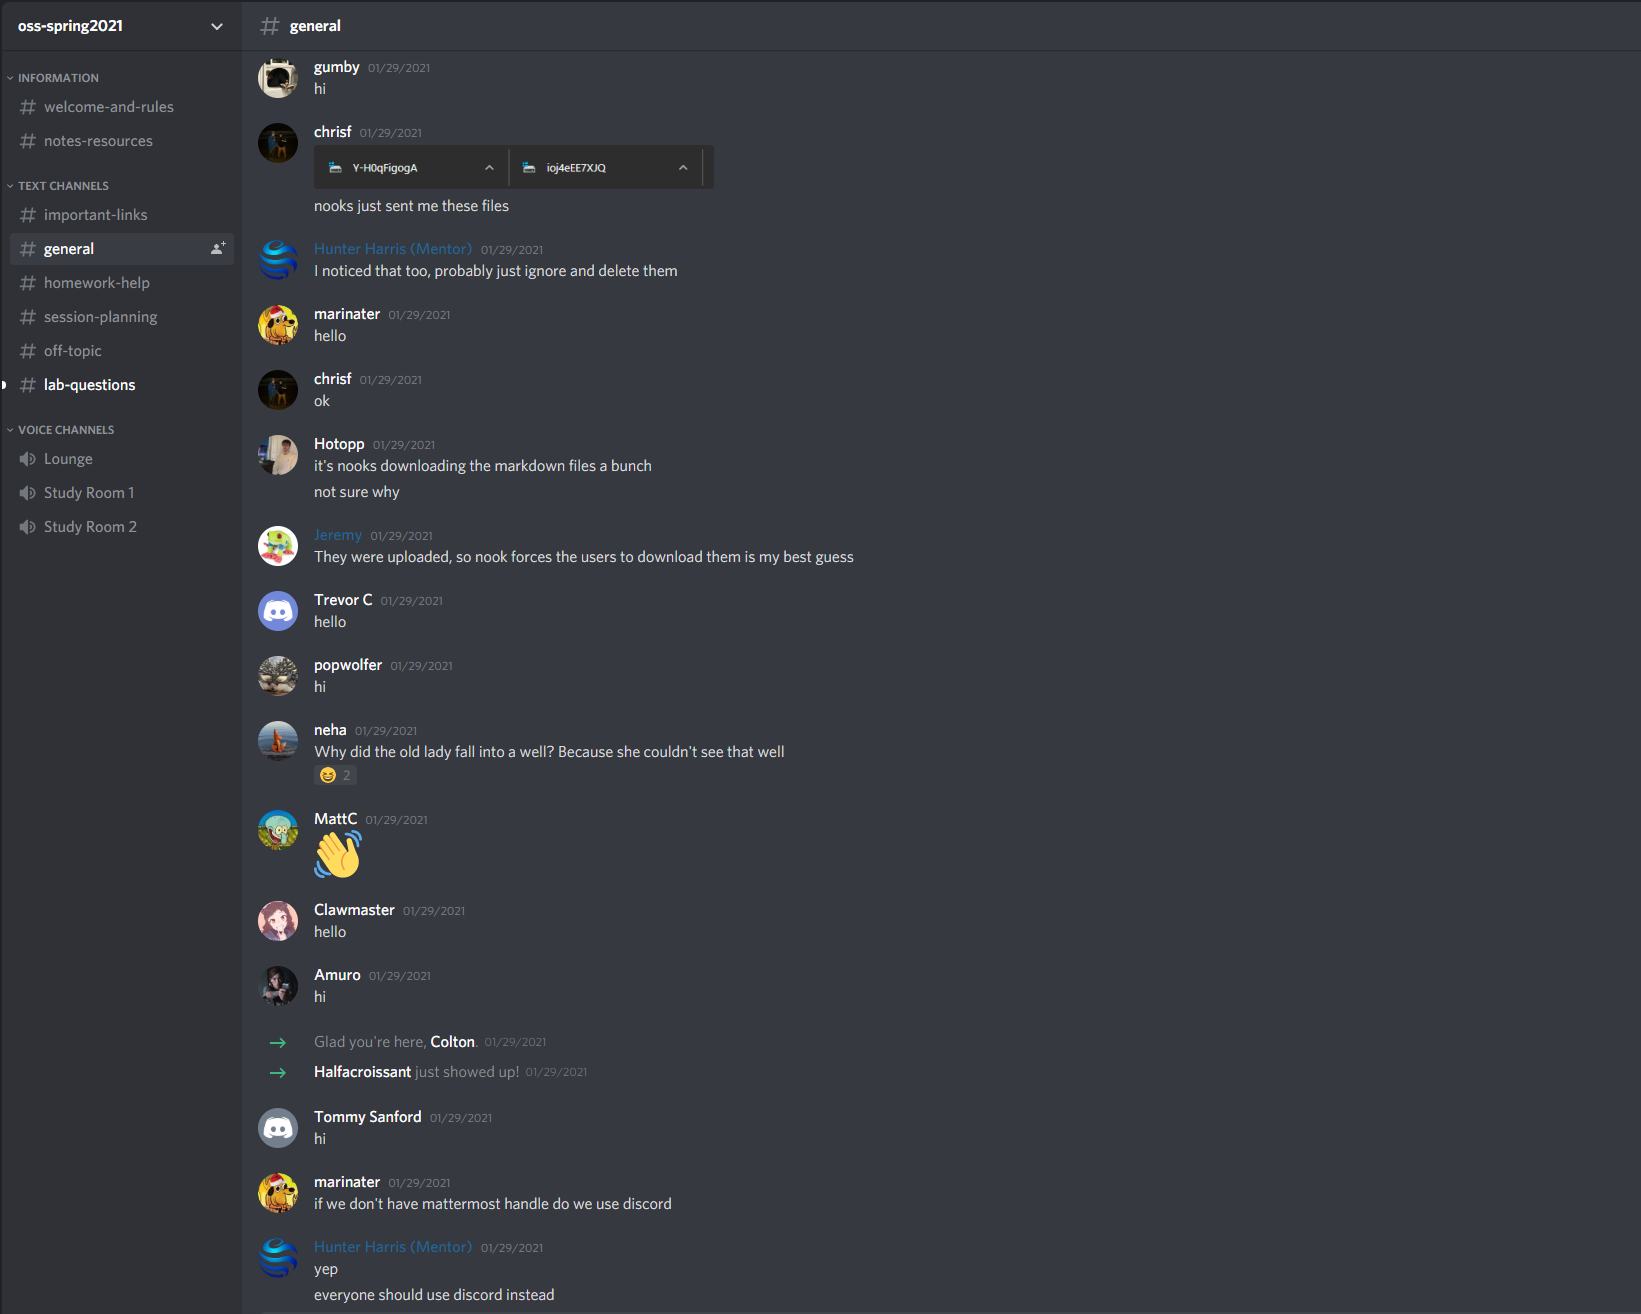 oss-spring2021
INFORMATION
welcome-and-rules
notes-resources
TEXT CHANNELS
important-links
general
homework-help
session-planning
off-topic
lab-questions
VOICE CHANNELS
Lounge
Study Room 1
Study Room 2
# general
gumby 01/29/2021
hi
chrisf 01/29/2021
Y-H0qFigogA ioj4eEE7XJQ
nooks just sent me these files
Hunter Harris (Mentor) 01/29/2021
I noticed that too, probably just ignore and delete them
marinater 01/29/2021
hello
chrisf 01/29/2021
ok
Hotopp 01/29/2021
it's nooks downloading the markdown files a bunch
not sure why
Jeremy 01/29/2021
They were uploaded, so nook forces the users to download them is my best guess
Trevor C 01/29/2021
hello
popwolfer 01/29/2021
hi
neha 01/29/2021
Why did the old lady fall into a well? Because she couldn't see that well
2
MattC 01/29/2021
Clawmaster 01/29/2021
hello
Amuro 01/29/2021
hi
Glad you're here, Colton. 01/29/2021
Halfacroissant just showed up! 01/29/2021
Tommy Sanford 01/29/2021
hi
marinater 01/29/2021
if we don't have mattermost handle do we use discord
Hunter Harris (Mentor) 01/29/2021
yep
everyone should use discord instead